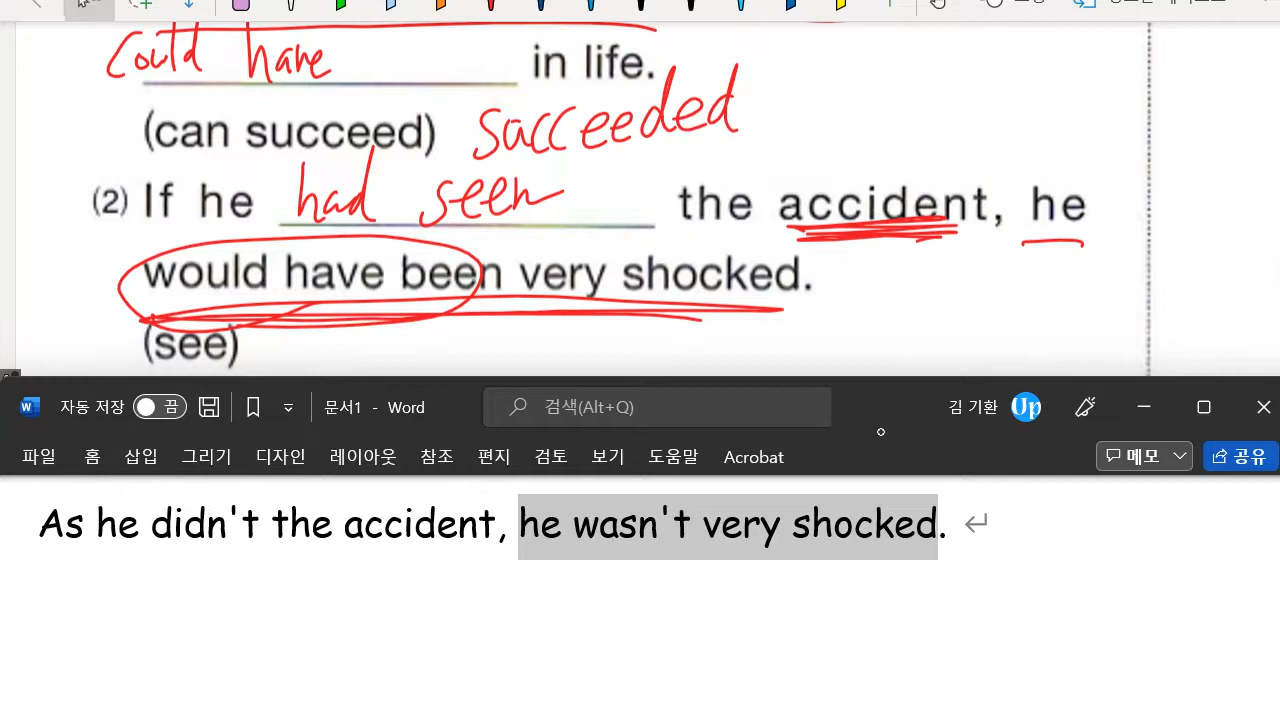 could have in life.
(can succeed) succeeded
(2) If he had seen the accident, he
would have been very shocked.
(see)
자동 저장 끔 문서1 - Word 검색(Alt+Q) 김 기환 Up
파일 홈 삽입 그리기 디자인 레이아웃 참조 편지 검토 보기 도움말 Acrobat 메모 공유
As he didn't the accident, he wasn't very shocked.